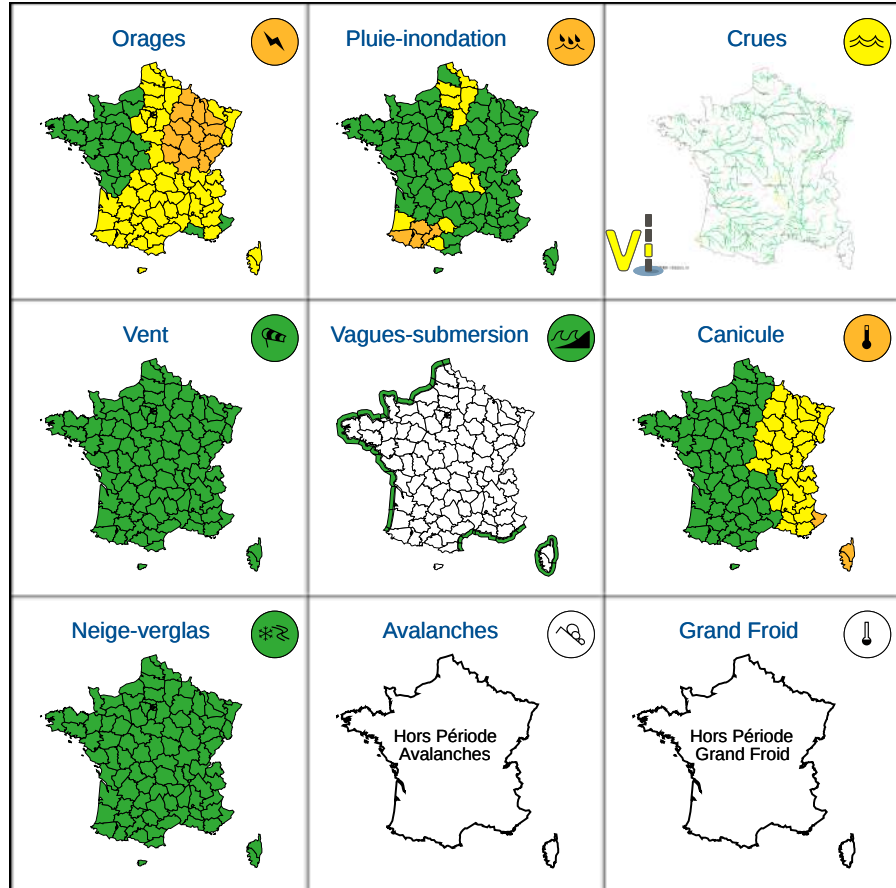 Orages
Pluie-inondation
Crues
Vi
Vent
Vagues-submersion
Canicule
Neige-verglas
Avalanches
Grand Froid
Hors Période
Avalanches
Hors Période
Grand Froid